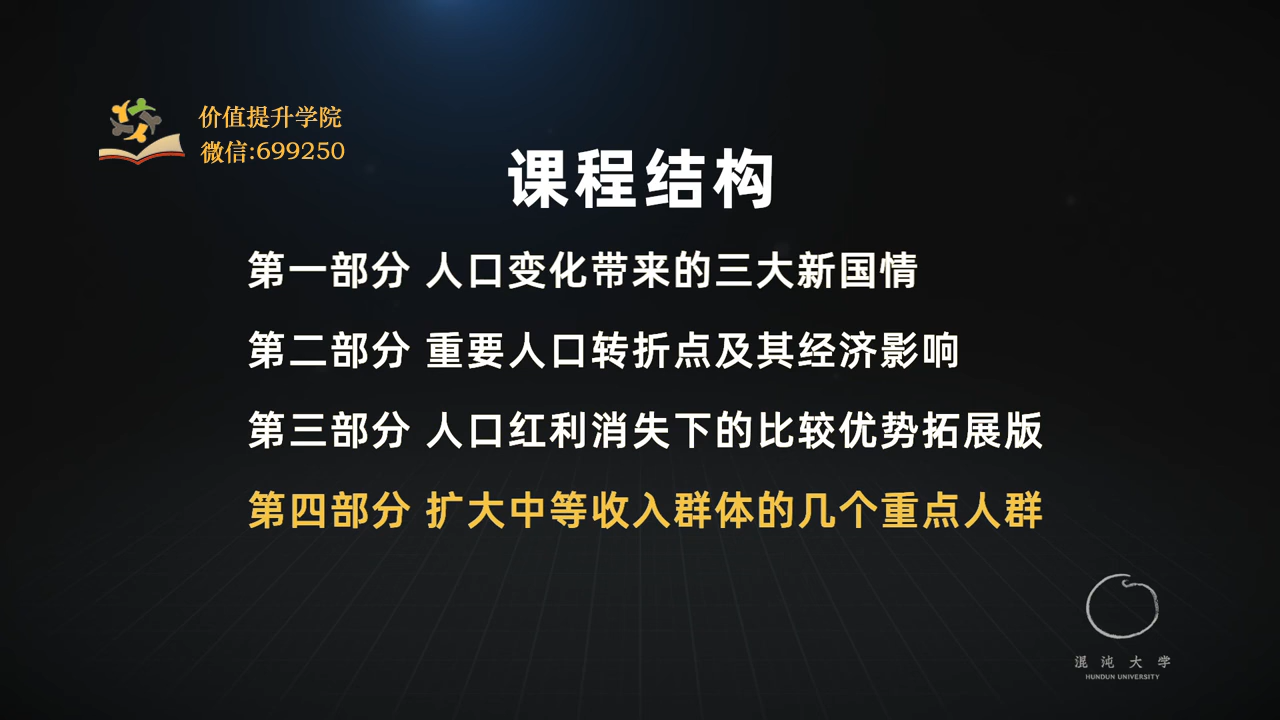 价值提升学院
微信:699250
课程结构
第一部分 人口变化带来的三大新国情
第二部分 重要人口转折点及其经济影响
第三部分 人口红利消失下的比较优势拓展版
第四部分 扩大中等收入群体的几个重点人群
混沌大学
HUNDUN UNIVERSITY